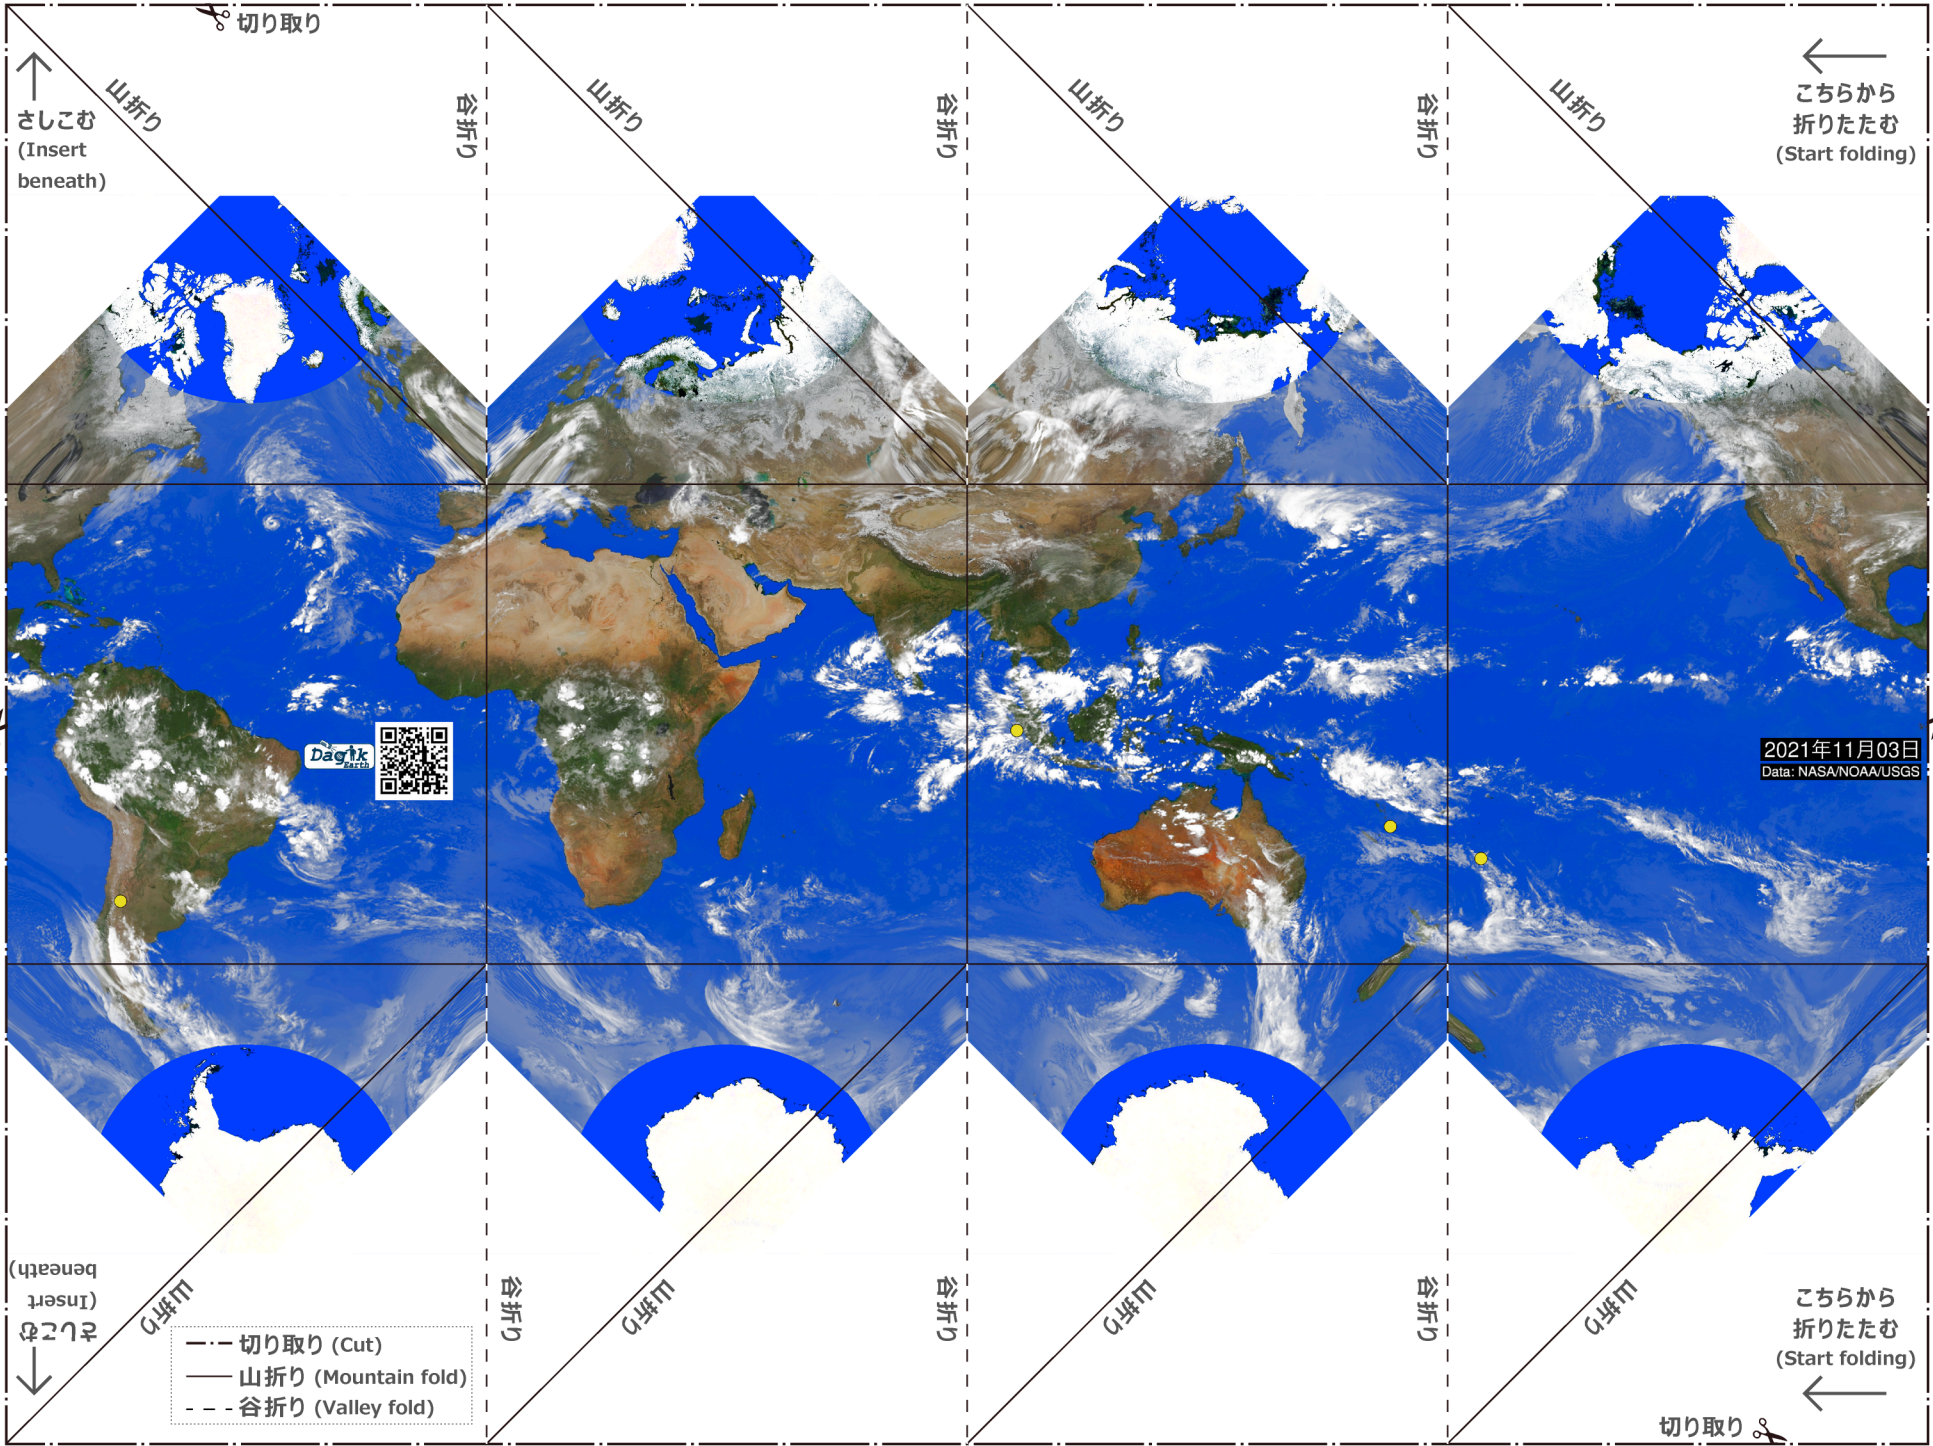 切り取り
山折り
谷折り
山折り
谷折り
山折り
谷折り
山折り
さしこむ
(Insert
beneath)
こちらから
折りたたむ
(Start folding)
Dagik
Earth
2021年11月03日
Data: NASA/NOAA/USGS
さしこむ
(Insert
beneath)
山折り
谷折り
山折り
谷折り
山折り
谷折り
山折り
切り取り (Cut)
山折り (Mountain fold)
谷折り (Valley fold)
こちらから
折りたたむ
(Start folding)
切り取り